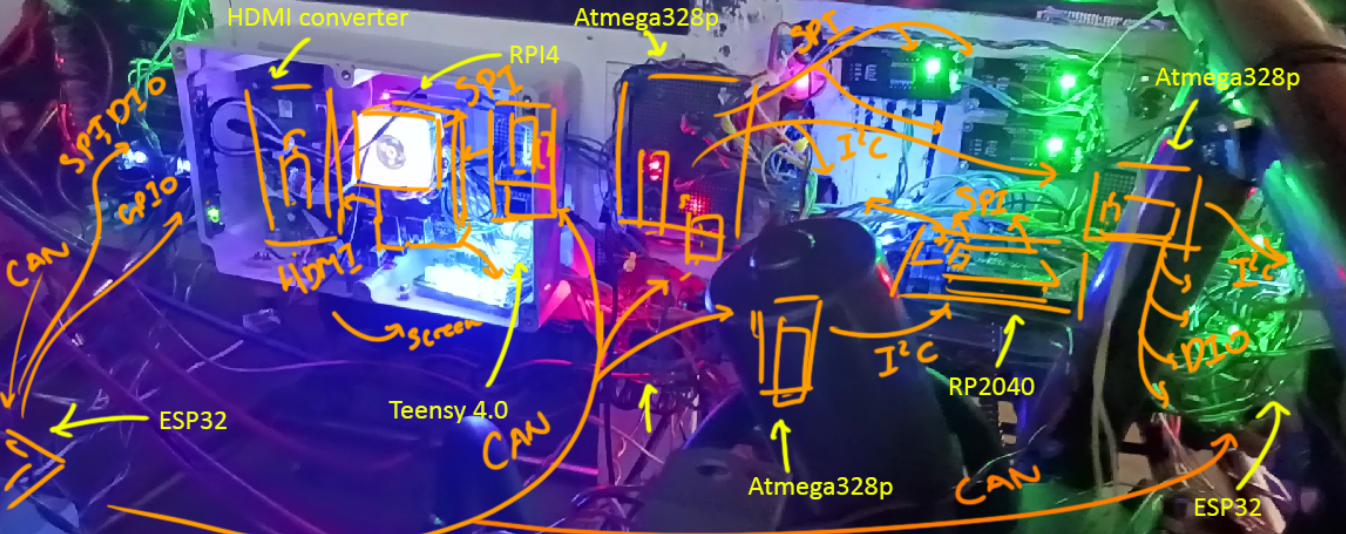 HDMI converter
Atmega328p
SPI
RPI4
SPI
Atmega328p
SPI DIO
I²C
GPIO
SPI
CAN
I²C
HDMI
Screen
DIO
I²C
RP2040
Teensy 4.0
ESP32
CAN
Atmega328p
CAN
ESP32